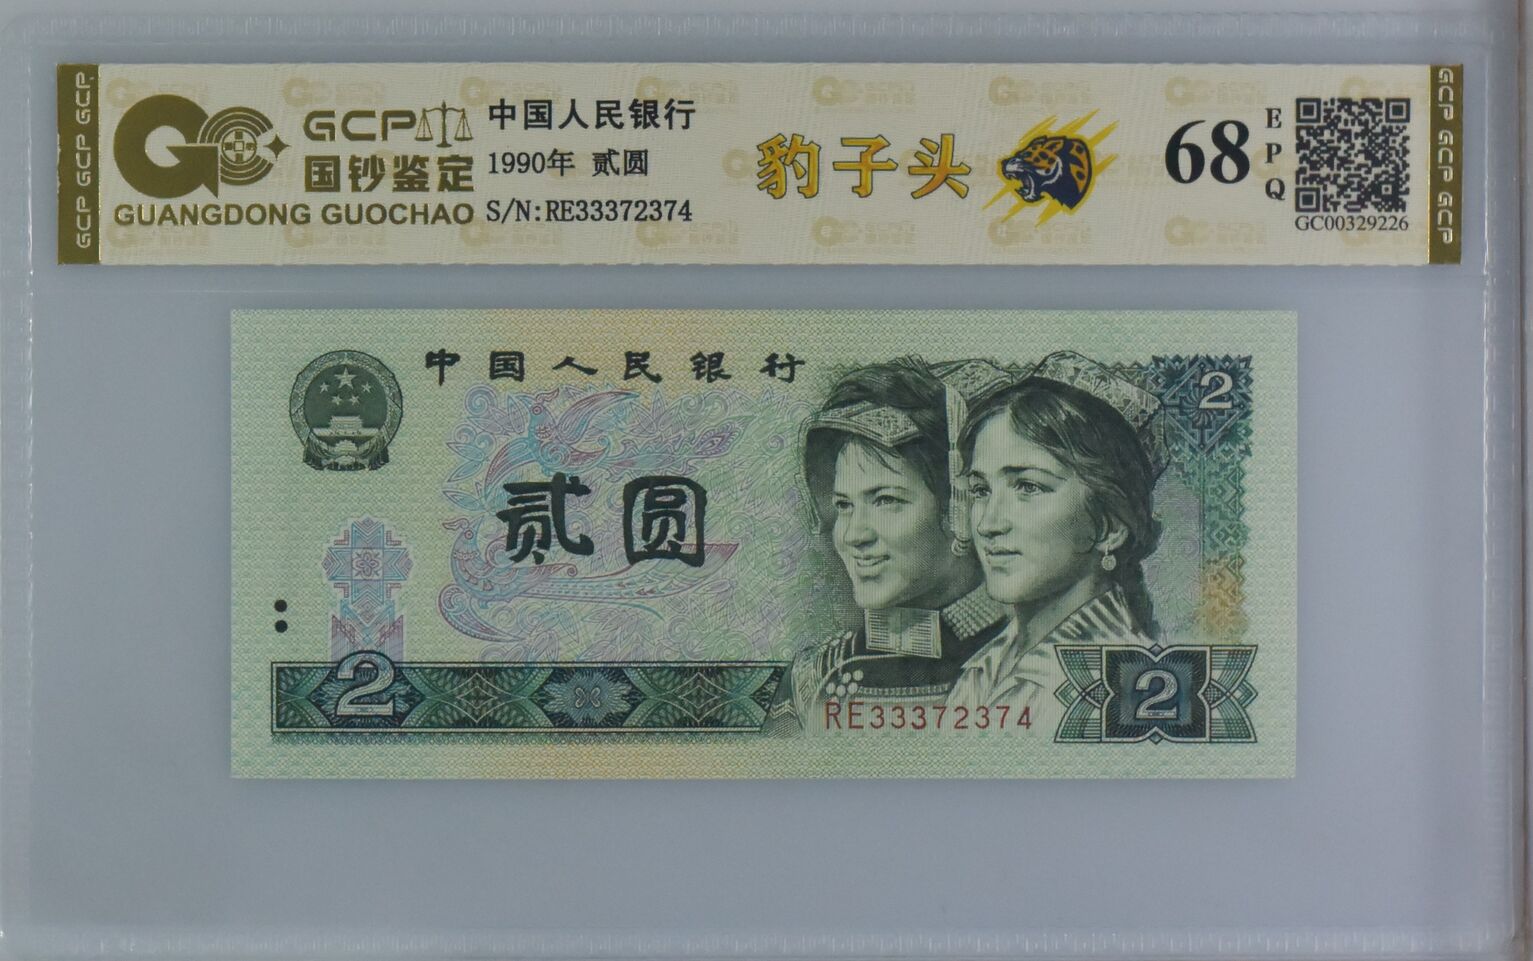 GCP GCP GCP
GCP
国钞鉴定
GUANGDONG GUOCHAO
中国人民银行
1990年 贰圆
S/N:RE33372374
豹子头
68
EPQ
GC00329226
GCP GCP GCP
中国人民银行
2
贰圆
2
RE33372374
2